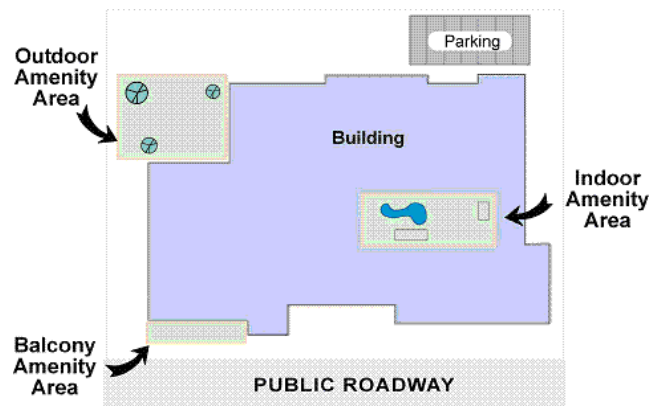 Parking
Outdoor
Amenity
Area
Building
Indoor
Amenity
Area
Balcony
Amenity
Area
PUBLIC ROADWAY